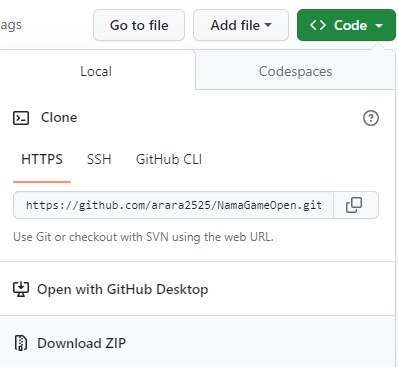 ags
Go to file
Add file
<> Code
Local
Codespaces
Clone
HTTPS SSH GitHub CLI
https://github.com/arara2525/NamaGameOpen.git
Use Git or checkout with SVN using the web URL.
Open with GitHub Desktop
Download ZIP